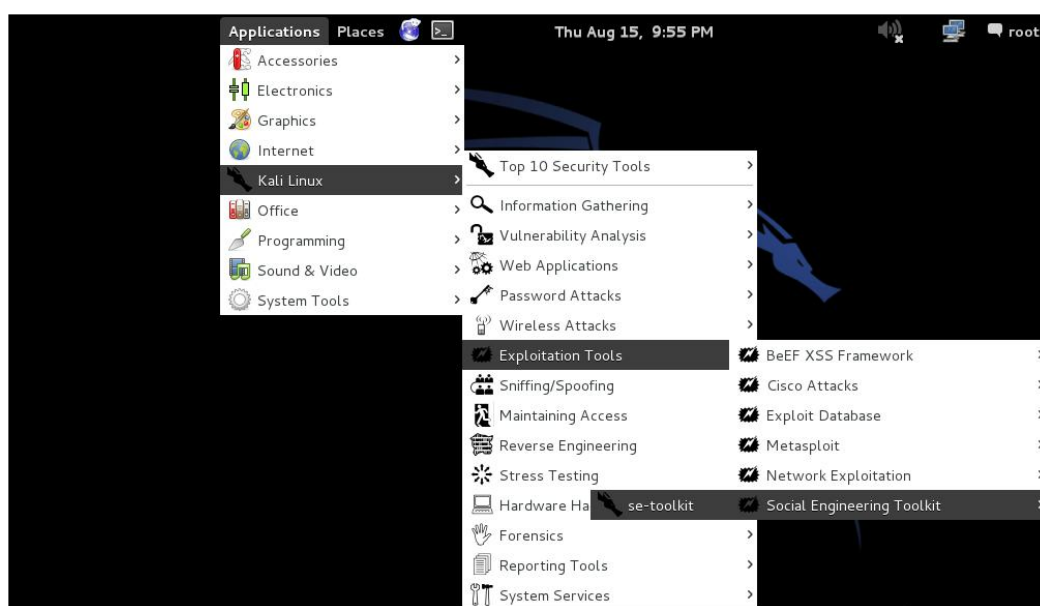 Applications Places Thu Aug 15, 9:55 PM root
Accessories
Electronics
Graphics
Internet
Kali Linux
Office
Programming
Sound & Video
System Tools
Top 10 Security Tools
Information Gathering
Vulnerability Analysis
Web Applications
Password Attacks
Wireless Attacks
Exploitation Tools
Sniffing/Spoofing
Maintaining Access
Reverse Engineering
Stress Testing
Hardware Ha
Forensics
Reporting Tools
System Services
BeEF XSS Framework
Cisco Attacks
Exploit Database
Metasploit
Network Exploitation
Social Engineering Toolkit
se-toolkit